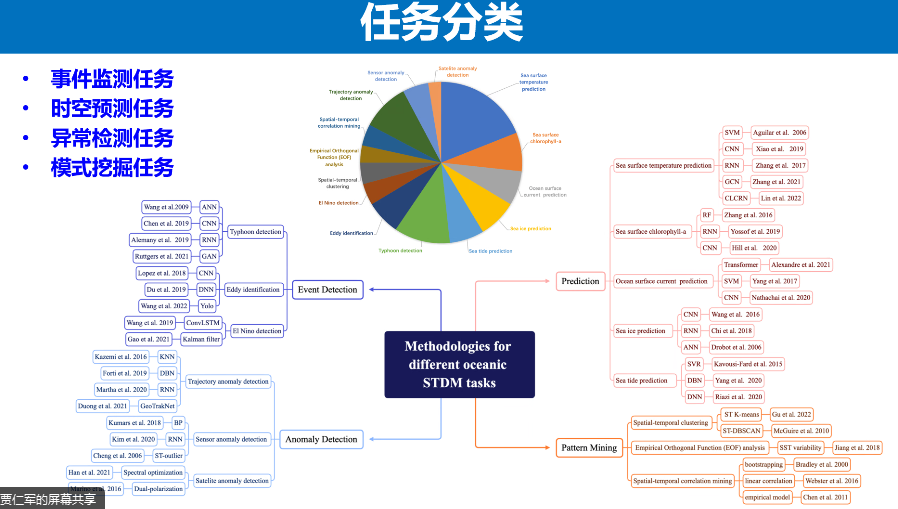 任务分类
• 事件监测任务
• 时空预测任务
• 异常检测任务
• 模式挖掘任务
Satellite anomaly
detection
Sensor anomaly
detection
Trajectory anomaly
detection
Spatial-temporal
correlation mining
Empirical Orthogonal
Function (EOF)
analysis
Spatial-temporal
clustering
El Nino detection
Eddy identification
Typhoon detection
Sea tide prediction
Sea ice prediction
Ocean surface
current prediction
Sea surface
chlorophyll-a
Sea surface
temperature
prediction
Methodologies for
different oceanic
STDM tasks
Event Detection
Typhoon detection
Wang et al.2009 ANN
Chen et al. 2019 CNN
Alemany et al. 2019 RNN
Ruttgers et al. 2021 GAN
Eddy identification
Lopez et al. 2018 CNN
Du et al. 2019 DNN
Wang et al. 2022 Yolo
El Nino detection
Wang et al. 2019 ConvLSTM
Gao et al. 2021 Kalman filter
Anomaly Detection
Trajectory anomaly detection
Kazemi et al. 2016 KNN
Forti et al. 2019 DBN
Martha et al. 2020 RNN
Duong et al. 2021 GeoTrakNet
Sensor anomaly detection
Kumars et al. 2018 BP
Kim et al. 2020 RNN
Cheng et al. 2006 ST-outlier
Satelite anomaly detection
Han et al. 2021 Spectral optimization
et al. 2016 Dual-polarization
Prediction
Sea surface temperature prediction
SVM Aguilar et al. 2006
CNN Xiao et al. 2019
RNN Zhang et al. 2017
GCN Zhang et al. 2021
CLCRN Lin et al. 2022
Sea surface chlorophyll-a
RF Zhang et al. 2016
RNN Yossof et al. 2019
CNN Hill et al. 2020
Ocean surface current prediction
Transformer Alexandre et al. 2021
SVM Yang et al. 2017
CNN Nathachai et al. 2020
Sea ice prediction
CNN Wang et al. 2016
RNN Chi et al. 2018
ANN Drobot et al. 2006
Sea tide prediction
SVR Kavousi-Fard et al. 2015
DBN Yang et al. 2020
DNN Riazi et al. 2020
Pattern Mining
Spatial-temporal clustering
ST K-means Gu et al. 2022
ST-DBSCAN McGuire et al. 2010
Empirical Orthogonal Function (EOF) analysis SST variability Jiang et al. 2018
Spatial-temporal correlation mining
bootstrapping Bradley et al. 2000
linear correlation Webster et al. 2016
empirical model Chen et al. 2011
贾仁军的屏幕共享